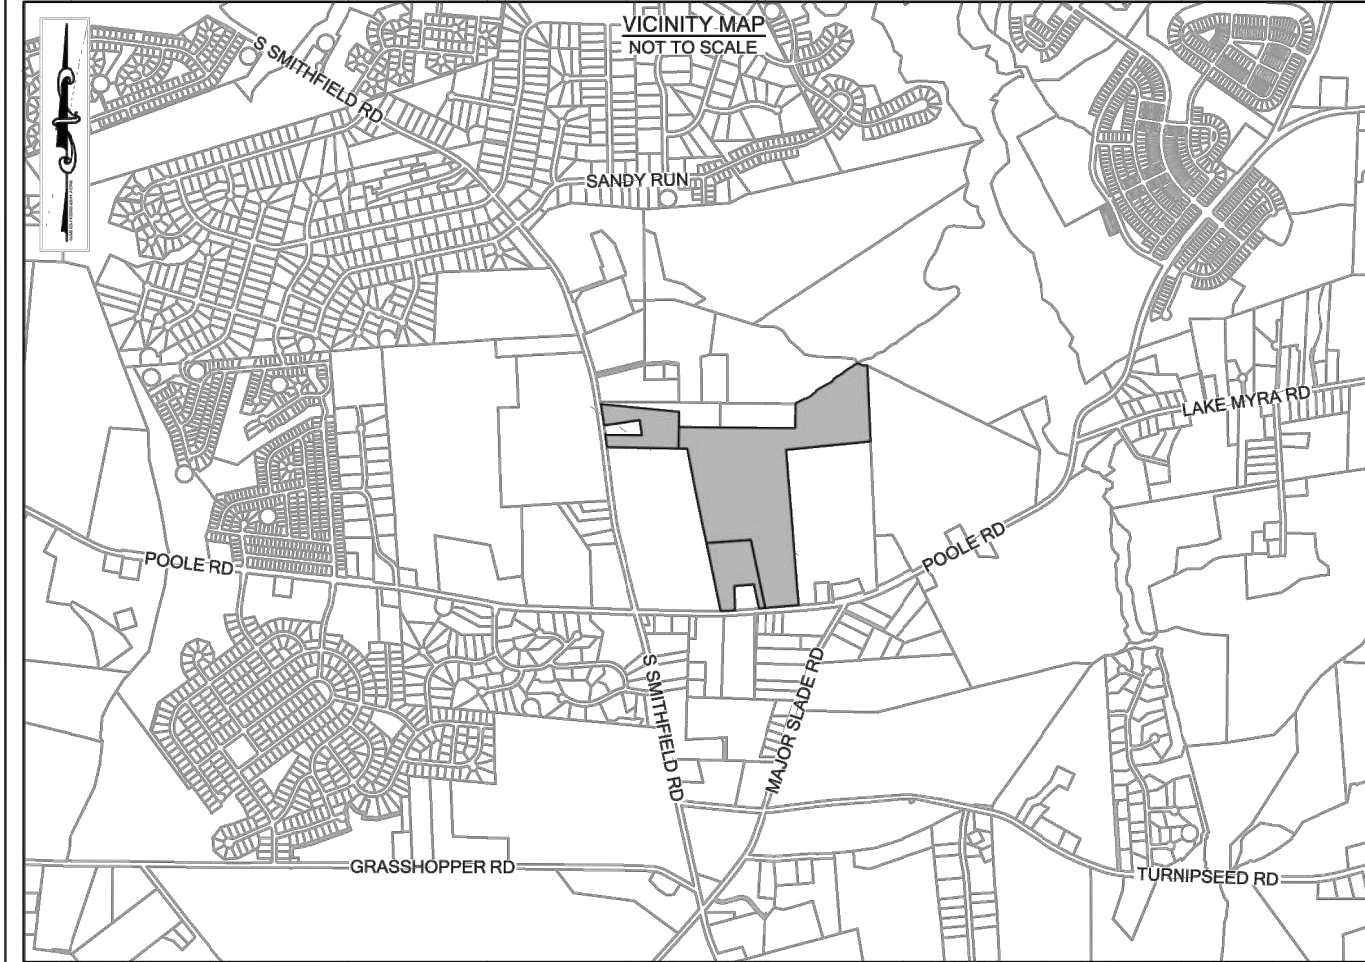 VICINITY MAP
NOT TO SCALE
S SMITHFIELD RD
SANDY RUN
LAKE MYRA RD
POOLE RD
POOLE RD
S SMITHFIELD RD
MAJOR SLADE RD
GRASSHOPPER RD
TURNIPSEED RD